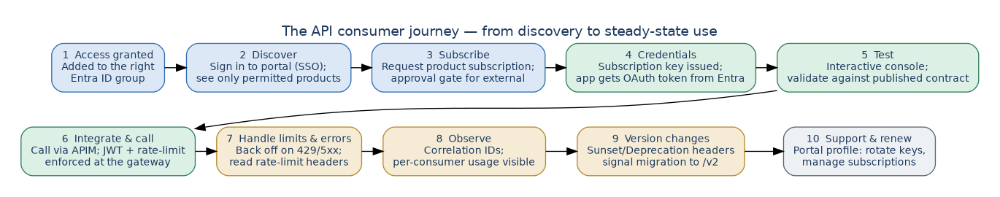 The API consumer journey — from discovery to steady-state use
1 Access granted
Added to the right
Entra ID group
2 Discover
Sign in to portal (SSO);
see only permitted products
3 Subscribe
Request product subscription;
approval gate for external
4 Credentials
Subscription key issued;
app gets OAuth token from Entra
5 Test
Interactive console;
validate against published contract
6 Integrate & call
Call via APIM; JWT + rate-limit
enforced at the gateway
7 Handle limits & errors
Back off on 429/5xx;
read rate-limit headers
8 Observe
Correlation IDs;
per-consumer usage visible
9 Version changes
Sunset/Deprecation headers
signal migration to /v2
10 Support & renew
Portal profile: rotate keys,
manage subscriptions